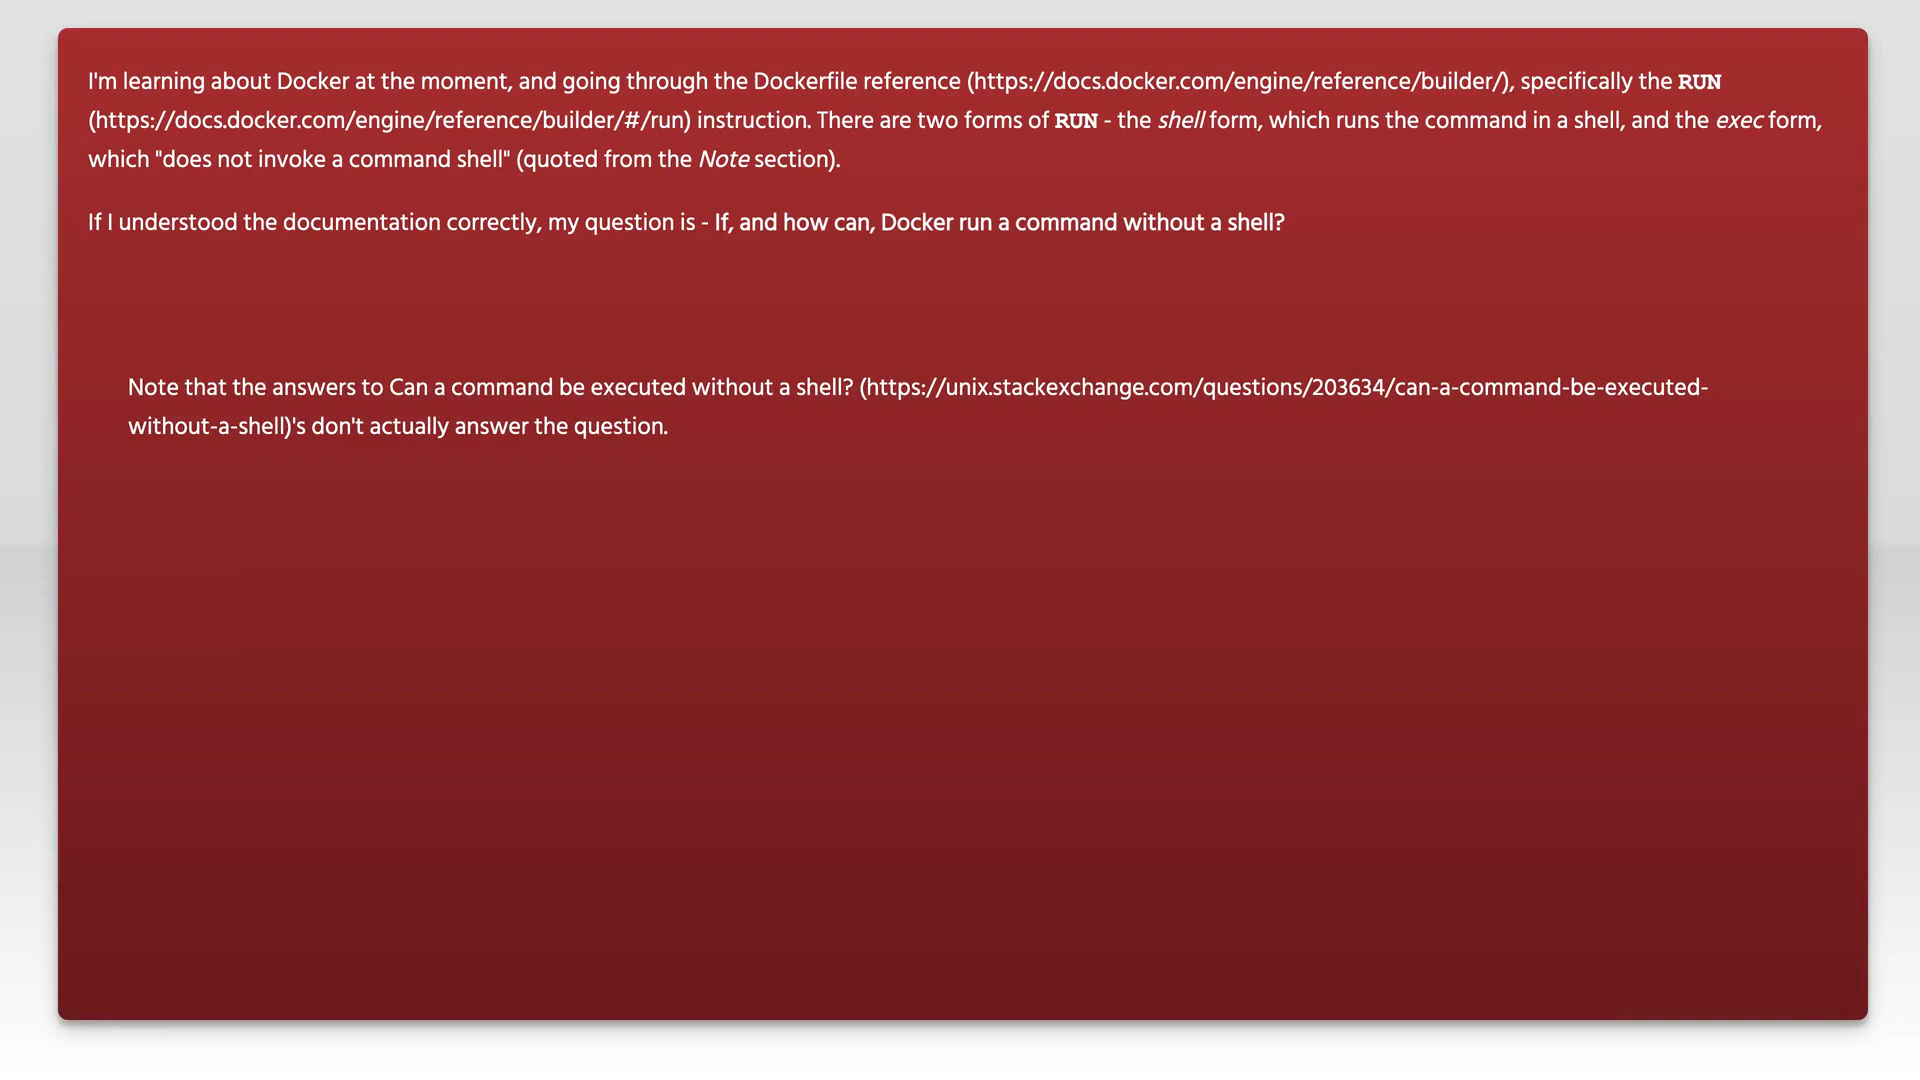 I'm learning about Docker at the moment, and going through the Dockerfile reference (https://docs.docker.com/engine/reference/builder/), specifically the RUN
(https://docs.docker.com/engine/reference/builder/#/run) instruction. There are two forms of RUN - the shell form, which runs the command in a shell, and the exec form,
which "does not invoke a command shell" (quoted from the Note section).
If I understood the documentation correctly, my question is - If, and how can, Docker run a command without a shell?
Note that the answers to Can a command be executed without a shell? (https://unix.stackexchange.com/questions/203634/can-a-command-be-executed-
without-a-shell)'s don't actually answer the question.